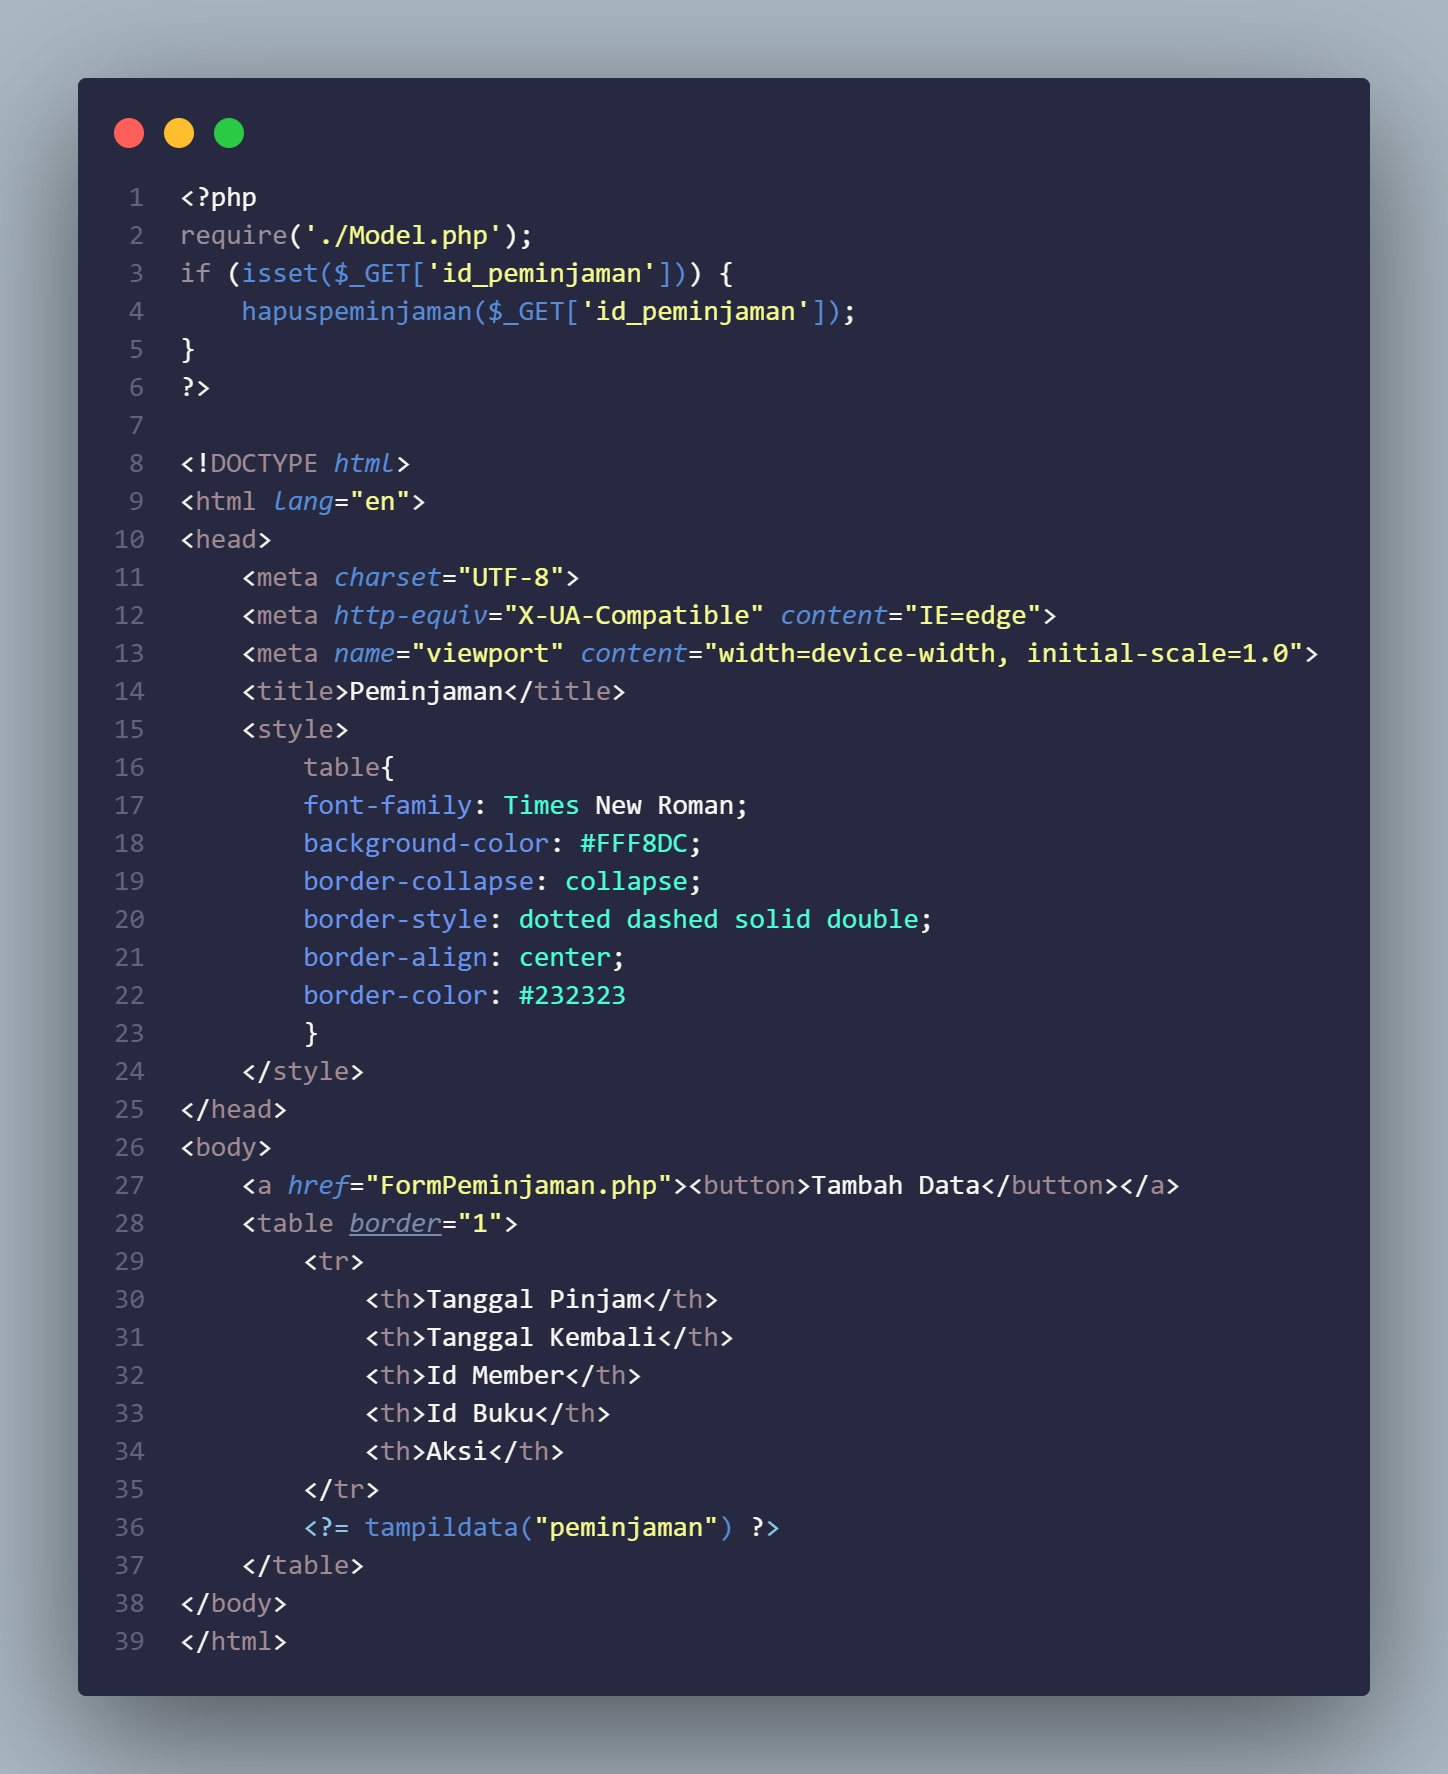 1 <?php
2 require('./Model.php');
3 if (isset($_GET['id_peminjaman'])) {
4     hapuspeminjaman($_GET['id_peminjaman']);
5 }
6 ?>
7
8 <!DOCTYPE html>
9 <html lang="en">
10 <head>
11     <meta charset="UTF-8">
12     <meta http-equiv="X-UA-Compatible" content="IE=edge">
13     <meta name="viewport" content="width=device-width, initial-scale=1.0">
14     <title>Peminjaman</title>
15     <style>
16         table{
17         font-family: Times New Roman;
18         background-color: #FFF8DC;
19         border-collapse: collapse;
20         border-style: dotted dashed solid double;
21         border-align: center;
22         border-color: #232323
23         }
24     </style>
25 </head>
26 <body>
27     <a href="FormPeminjaman.php"><button>Tambah Data</button></a>
28     <table border="1">
29         <tr>
30             <th>Tanggal Pinjam</th>
31             <th>Tanggal Kembali</th>
32             <th>Id Member</th>
33             <th>Id Buku</th>
34             <th>Aksi</th>
35         </tr>
36         <?= tampildata("peminjaman") ?>
37     </table>
38 </body>
39 </html>